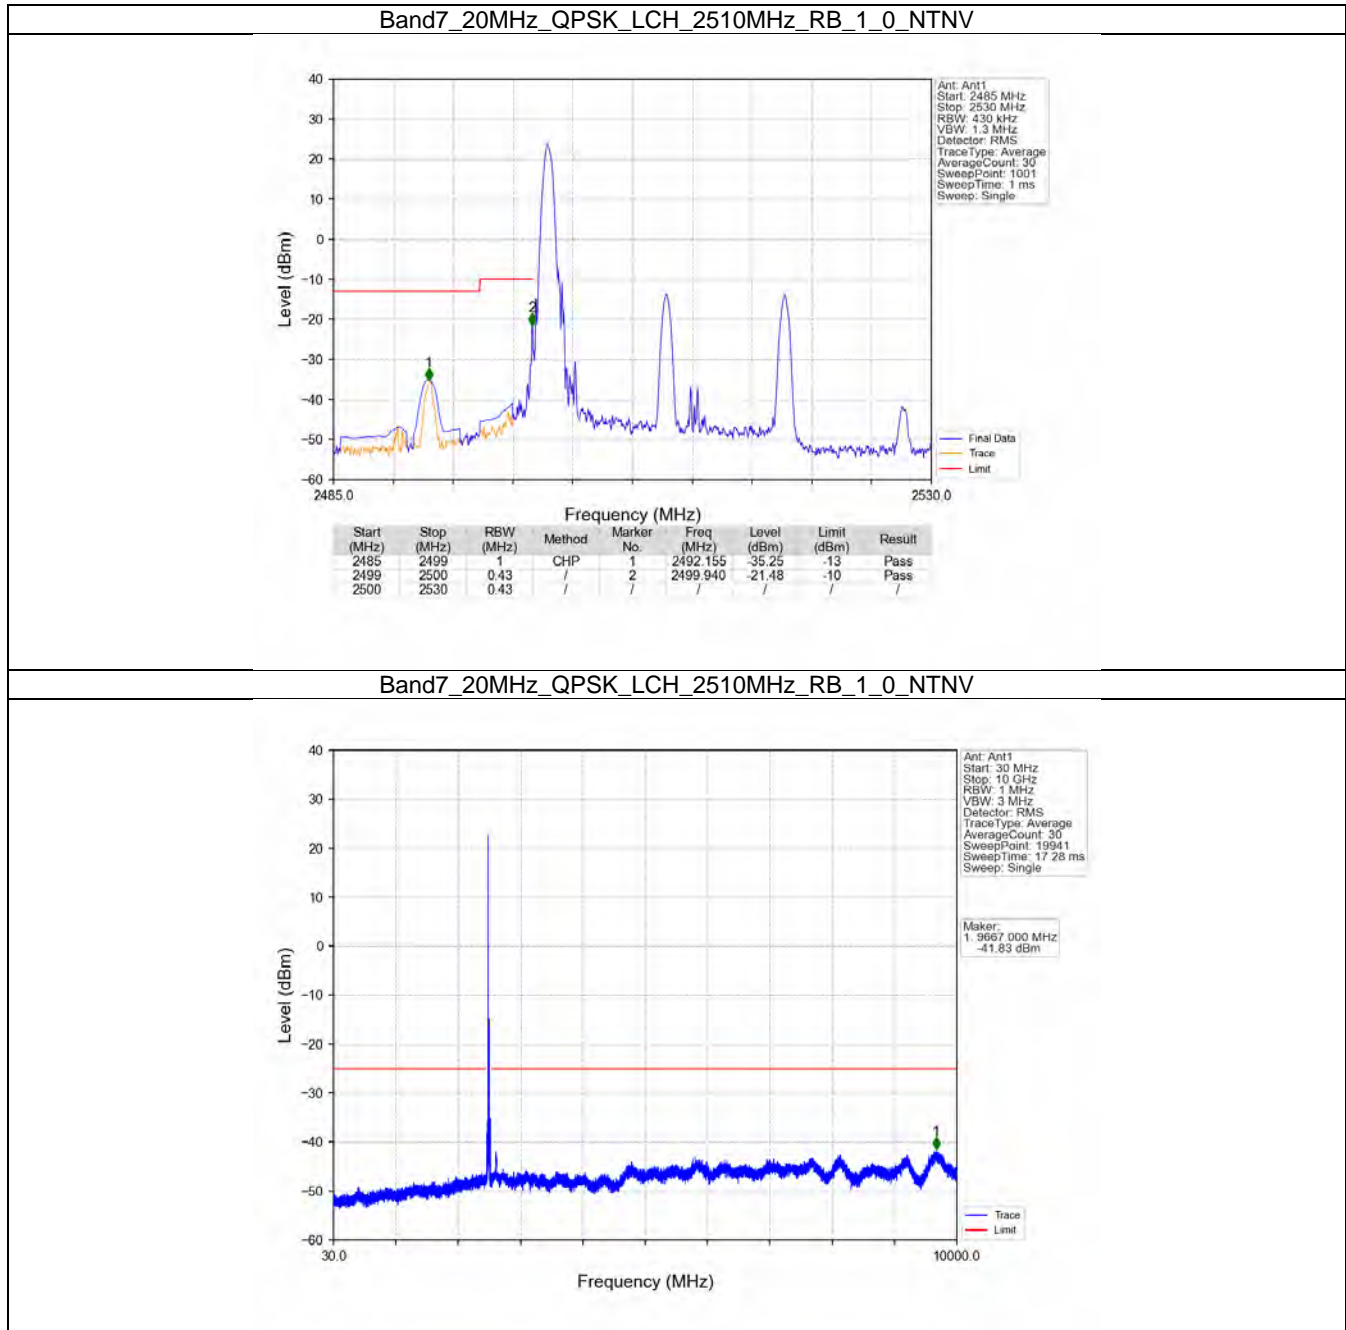 Band7_20MHz_QPSK_LCH_2510MHz_RB_1_0_NTNV
40
30
20
10
0
−10
−20
−30
−40
−50
−60
Level (dBm)
1
2
2485.0
2530.0
Frequency (MHz)
Ant: Ant1
Start: 2485 MHz
Stop: 2530 MHz
RBW: 430 kHz
VBW: 1.3 MHz
Detector: RMS
TraceType: Average
AverageCount: 30
SweepPoint: 1001
SweepTime: 1 ms
Sweep: Single
Final Data
Trace
Limit
Start (MHz) Stop (MHz) RBW (MHz) Method Marker No. Freq (MHz) Level (dBm) Limit (dBm) Result
2485 2499 1 CHP 1 2492.155 -35.25 -13 Pass
2499 2500 0.43 / 2 2499.940 -21.48 -10 Pass
2500 2530 0.43 / / / / / /
Band7_20MHz_QPSK_LCH_2510MHz_RB_1_0_NTNV
40
30
20
10
0
−10
−20
−30
−40
−50
−60
Level (dBm)
1
30.0
10000.0
Frequency (MHz)
Ant: Ant1
Start: 30 MHz
Stop: 10 GHz
RBW: 1 MHz
VBW: 3 MHz
Detector: RMS
TraceType: Average
AverageCount: 30
SweepPoint: 19941
SweepTime: 17.28 ms
Sweep: Single
Maker:
1. 9667.000 MHz
-41.83 dBm
Trace
Limit